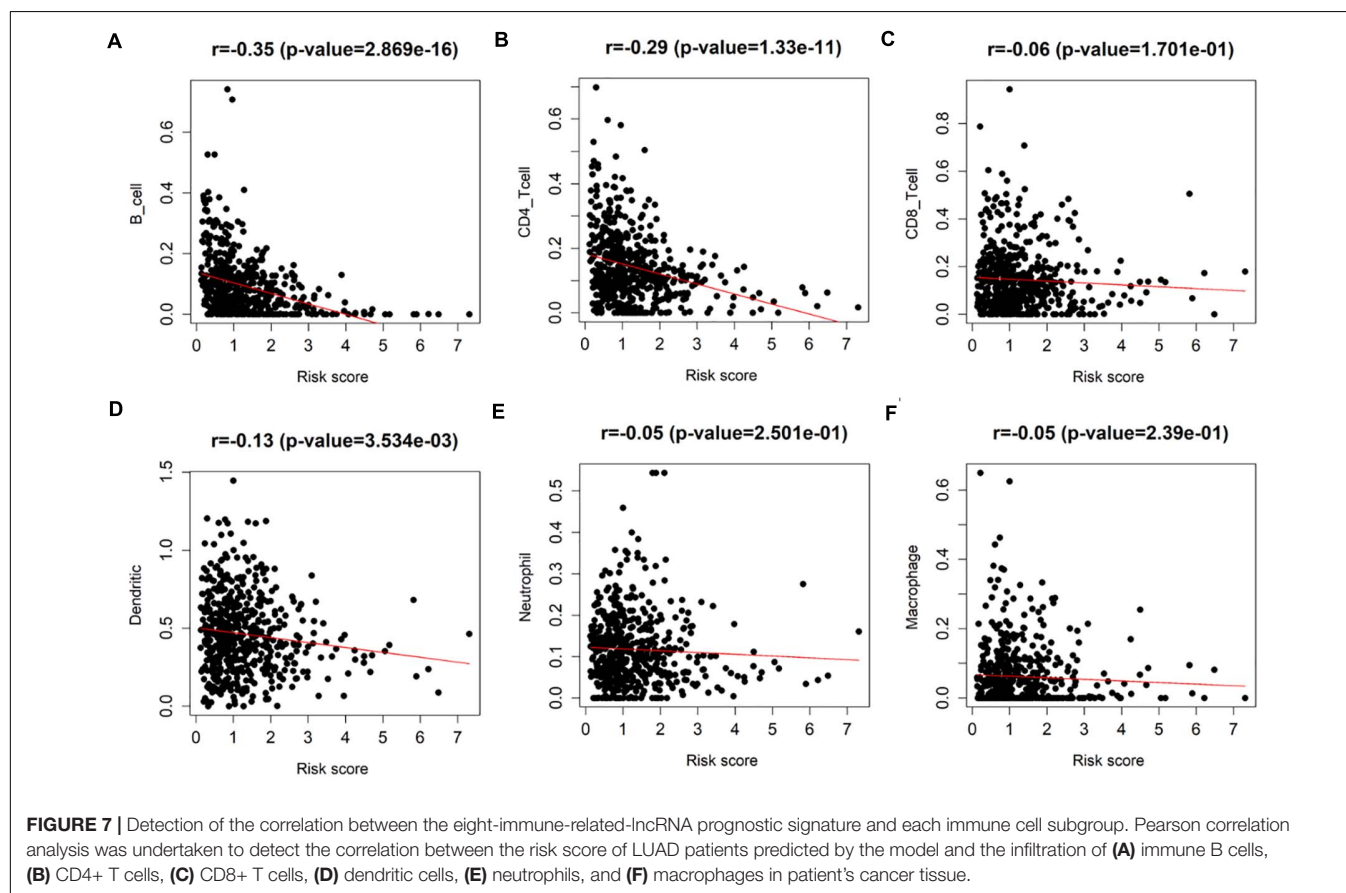 A
r=-0.35 (p-value=2.869e-16)
B_cell
0.0 0.2 0.4 0.6
0 1 2 3 4 5 6 7
Risk score
B
r=-0.29 (p-value=1.33e-11)
CD4_Tcell
0.0 0.2 0.4 0.6
0 1 2 3 4 5 6 7
Risk score
C
r=-0.06 (p-value=1.701e-01)
CD8_Tcell
0.0 0.2 0.4 0.6 0.8
0 1 2 3 4 5 6 7
Risk score
D
r=-0.13 (p-value=3.534e-03)
Dendritic
0.0 0.5 1.0 1.5
0 1 2 3 4 5 6 7
Risk score
E
r=-0.05 (p-value=2.501e-01)
Neutrophil
0.0 0.1 0.2 0.3 0.4 0.5
0 1 2 3 4 5 6 7
Risk score
F
r=-0.05 (p-value=2.39e-01)
Macrophage
0.0 0.2 0.4 0.6
0 1 2 3 4 5 6 7
Risk score
FIGURE 7 | Detection of the correlation between the eight-immune-related-lncRNA prognostic signature and each immune cell subgroup. Pearson correlation
analysis was undertaken to detect the correlation between the risk score of LUAD patients predicted by the model and the infiltration of (A) immune B cells,
(B) CD4+ T cells, (C) CD8+ T cells, (D) dendritic cells, (E) neutrophils, and (F) macrophages in patient's cancer tissue.